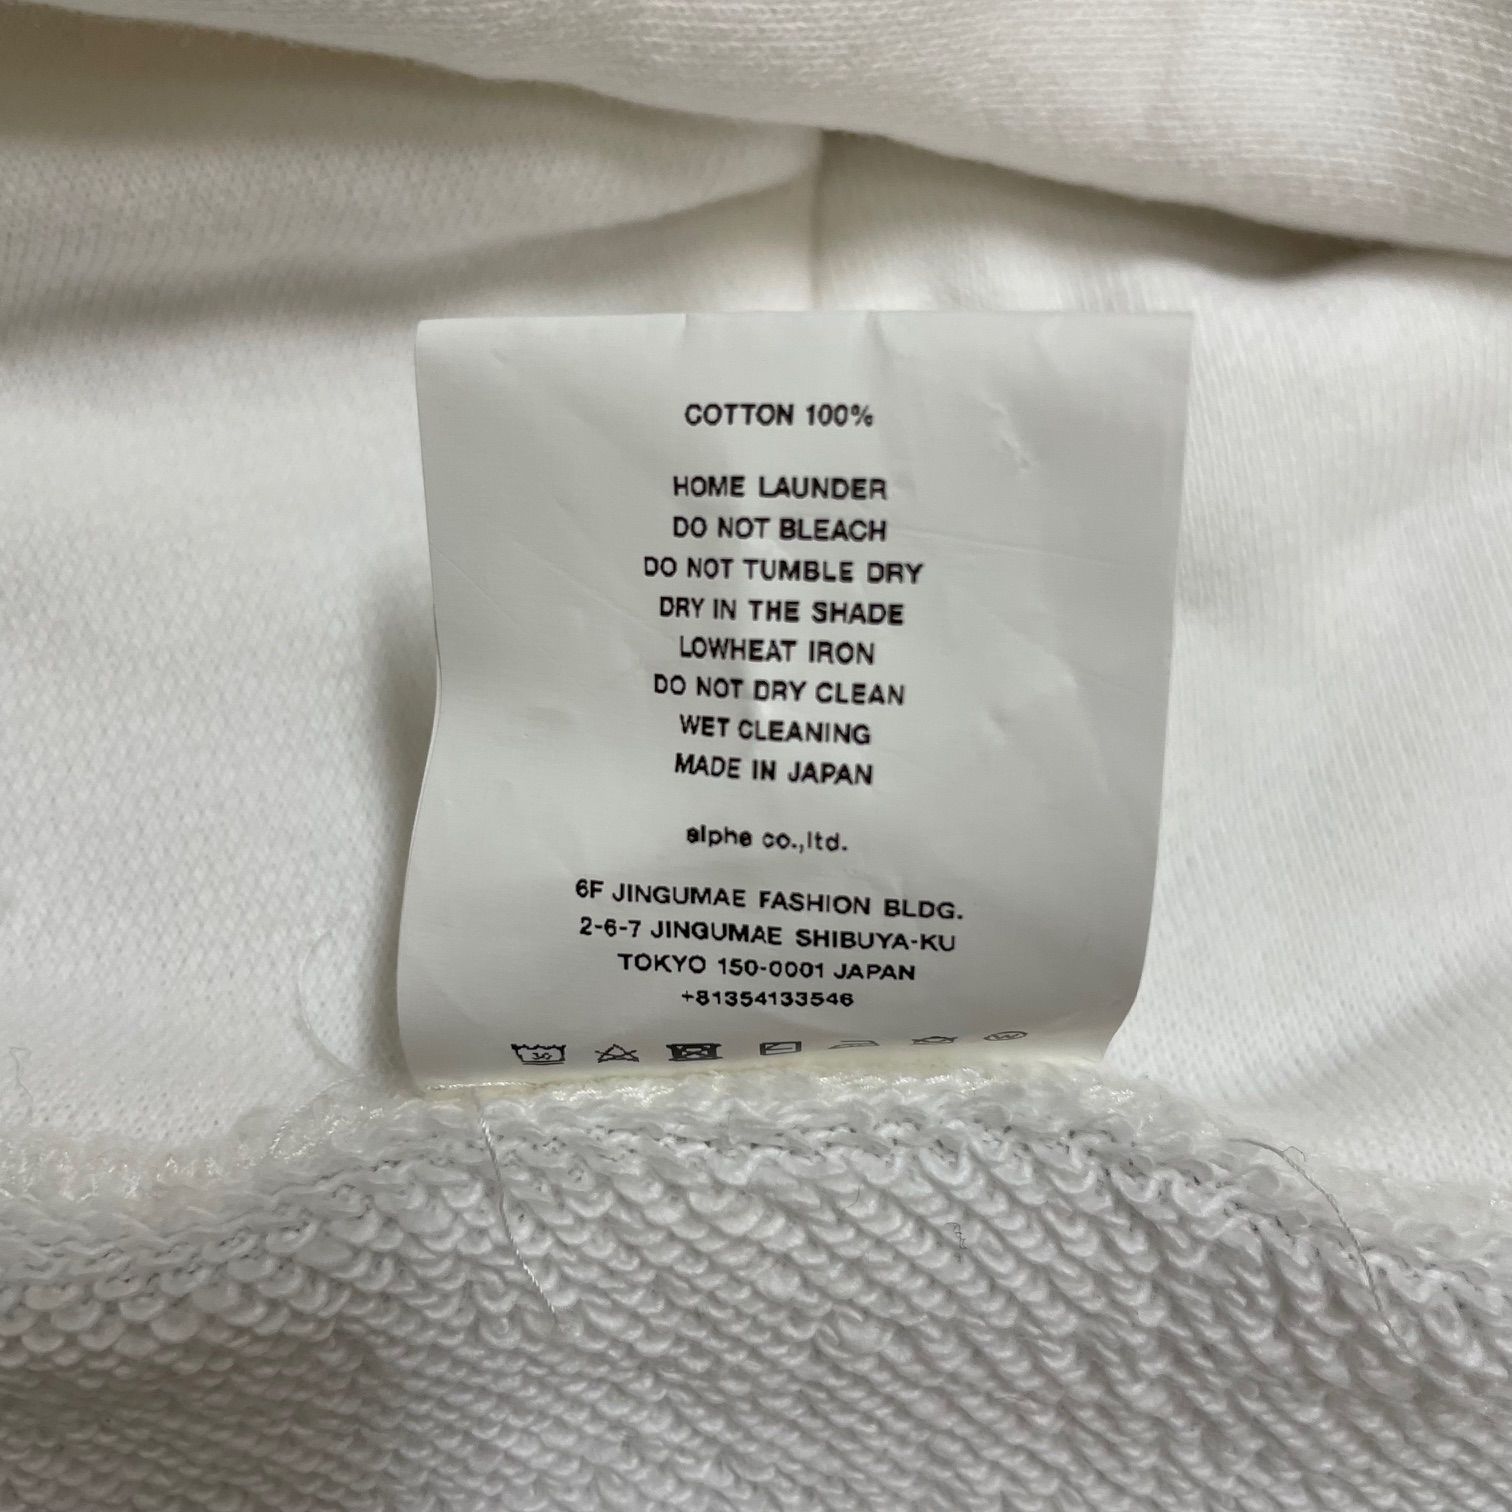 COTTON 100%
HOME LAUNDER
DO NOT BLEACH
DO NOT TUMBLE DRY
DRY IN THE SHADE
LOWHEAT IRON
DO NOT DRY CLEAN
WET CLEANING
MADE IN JAPAN
alphe co.,ltd.
6F JINGUMAE FASHION BLDG.
2-6-7 JINGUMAE SHIBUYA-KU
TOKYO 150-0001 JAPAN
+81354133546
30